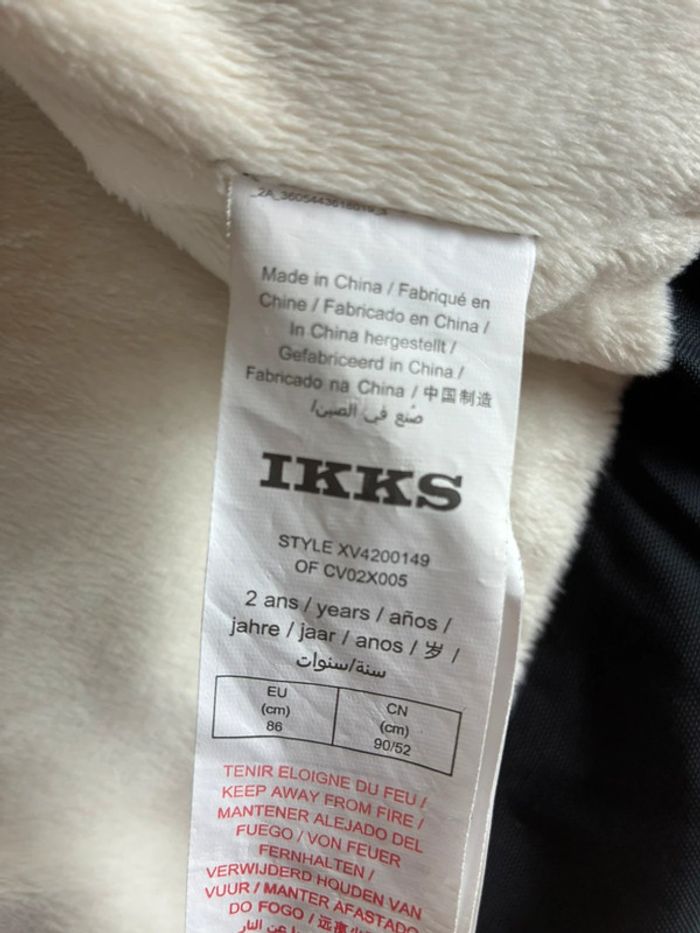 Made in China / Fabriqué en
Chine / Fabricado en China /
In China hergestellt /
Gefabriceerd in China /
Fabricado na China / 中国制造
/صُنع في الصين
IKKS
STYLE XV4200149
OF CV02X005
2 ans / years / años /
jahre / jaar / anos / 岁 /
سنة/سنوات
EU
(cm)
86
CN
(cm)
90/52
TENIR ELOIGNE DU FEU /
KEEP AWAY FROM FIRE /
MANTENER ALEJADO DEL
FUEGO / VON FEUER
FERNHALTEN /
VERWIJDERD HOUDEN VAN
VUUR / MANTER AFASTADO
DO FOGO /